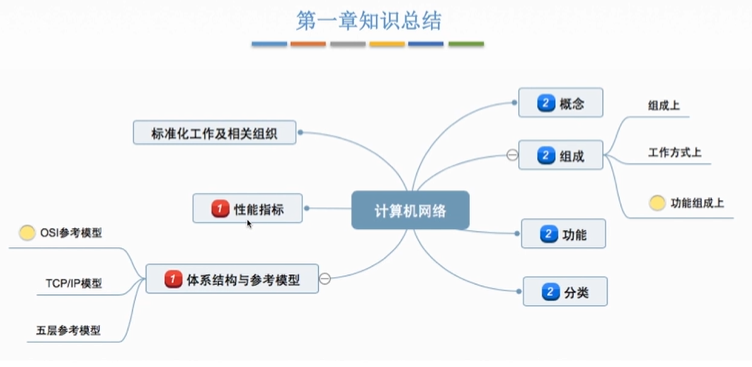 第一章知识总结
2 概念
组成上
标准化工作及相关组织
2 组成
工作方式上
1 性能指标
计算机网络
功能组成上
OSI参考模型
2 功能
TCP/IP模型
1 体系结构与参考模型
2 分类
五层参考模型